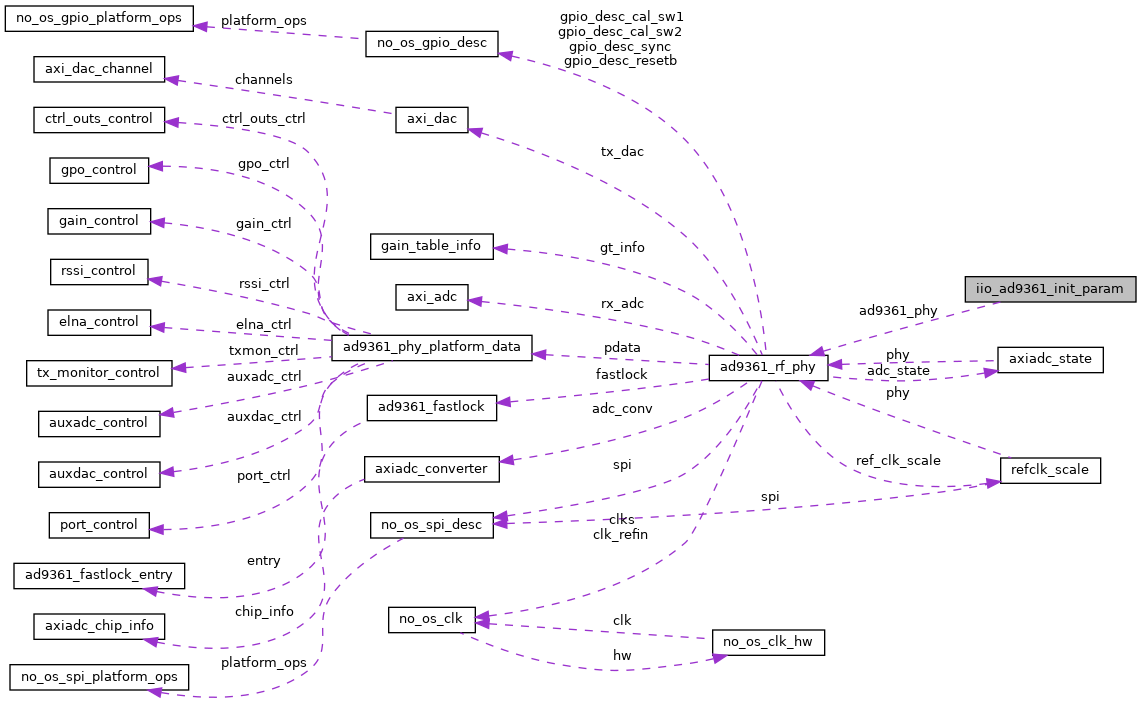 no_os_gpio_platform_ops
platform_ops
no_os_gpio_desc
gpio_desc_cal_sw1
gpio_desc_cal_sw2
gpio_desc_sync
gpio_desc_resetb
axi_dac_channel
channels
axi_dac
ctrl_outs_control
ctrl_outs_ctrl
tx_dac
gpo_control
gpo_ctrl
gain_control
gain_ctrl
gain_table_info
gt_info
rssi_control
rssi_ctrl
axi_adc
rx_adc
iio_ad9361_init_param
ad9361_phy
elna_control
elna_ctrl
ad9361_phy_platform_data
pdata
ad9361_rf_phy
phy
axiadc_state
adc_state
tx_monitor_control
txmon_ctrl
auxadc_ctrl
fastlock
phy
auxadc_control
auxdac_ctrl
ad9361_fastlock
adc_conv
auxdac_control
port_ctrl
axiadc_converter
spi
ref_clk_scale
refclk_scale
port_control
no_os_spi_desc
spi
clks
clk_refin
ad9361_fastlock_entry
entry
axiadc_chip_info
chip_info
no_os_clk
clk
hw
no_os_clk_hw
no_os_spi_platform_ops
platform_ops